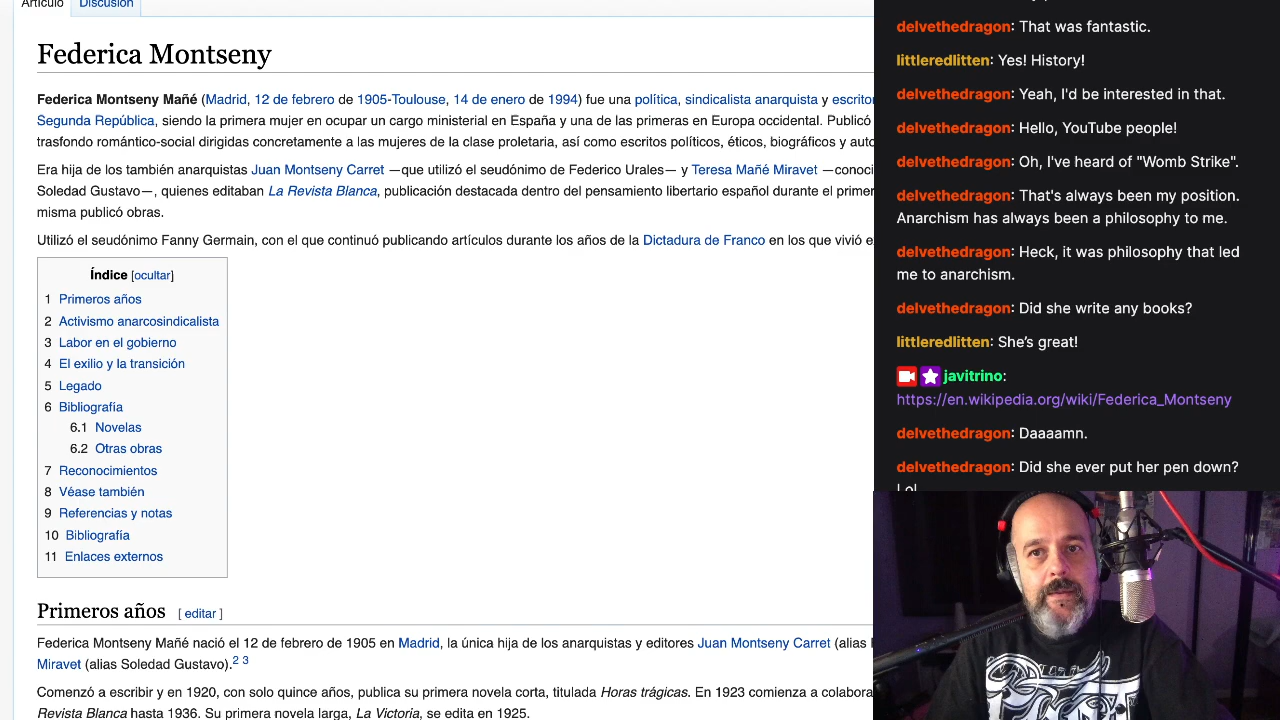 Artículo
Discusión
Federica Montseny
Federica Montseny Mañé (Madrid, 12 de febrero de 1905-Toulouse, 14 de enero de 1994) fue una política, sindicalista anarquista y
Segunda República, siendo la primera mujer en ocupar un cargo ministerial en España y una de las primeras en Europa occidental. Publicó
trasfondo romántico-social dirigidas concretamente a las mujeres de la clase proletaria, así como escritos políticos, éticos, biográficos y
Era hija de los también anarquistas Juan Montseny Carret —que utilizó el seudónimo de Federico Urales— y Teresa Mañé Miravet
Soledad Gustavo—, quienes editaban La Revista Blanca, publicación destacada dentro del pensamiento libertario español durante el
misma publicó obras.
Utilizó el seudónimo Fanny Germain, con el que continuó publicando artículos durante los años de la Dictadura de Franco en los que vivió
Índice [ocultar]
1 Primeros años
2 Activismo anarcosindicalista
3 Labor en el gobierno
4 El exilio y la transición
5 Legado
6 Bibliografía
6.1 Novelas
6.2 Otras obras
7 Reconocimientos
8 Véase también
9 Referencias y notas
10 Bibliografía
11 Enlaces externos
Primeros años [ editar ]
Federica Montseny Mañé nació el 12 de febrero de 1905 en Madrid, la única hija de los anarquistas y editores Juan Montseny Carret (alias
Miravet (alias Soledad Gustavo).2 3
Comenzó a escribir y en 1920, con solo quince años, publica su primera novela corta, titulada Horas trágicas. En 1923 comienza a
Revista Blanca hasta 1936. Su primera novela larga, La Victoria, se edita en 1925.
delvethedragon: That was fantastic.
littleredlitten: Yes! History!
delvethedragon: Yeah, I'd be interested in that.
delvethedragon: Hello, YouTube people!
delvethedragon: Oh, I've heard of "Womb Strike".
delvethedragon: That's always been my position.
Anarchism has always been a philosophy to me.
delvethedragon: Heck, it was philosophy that led
me to anarchism.
delvethedragon: Did she write any books?
littleredlitten: She's great!
javitrino:
https://en.wikipedia.org/wiki/Federica_Montseny
delvethedragon: Daaaamn.
delvethedragon: Did she ever put her pen down?
Lol